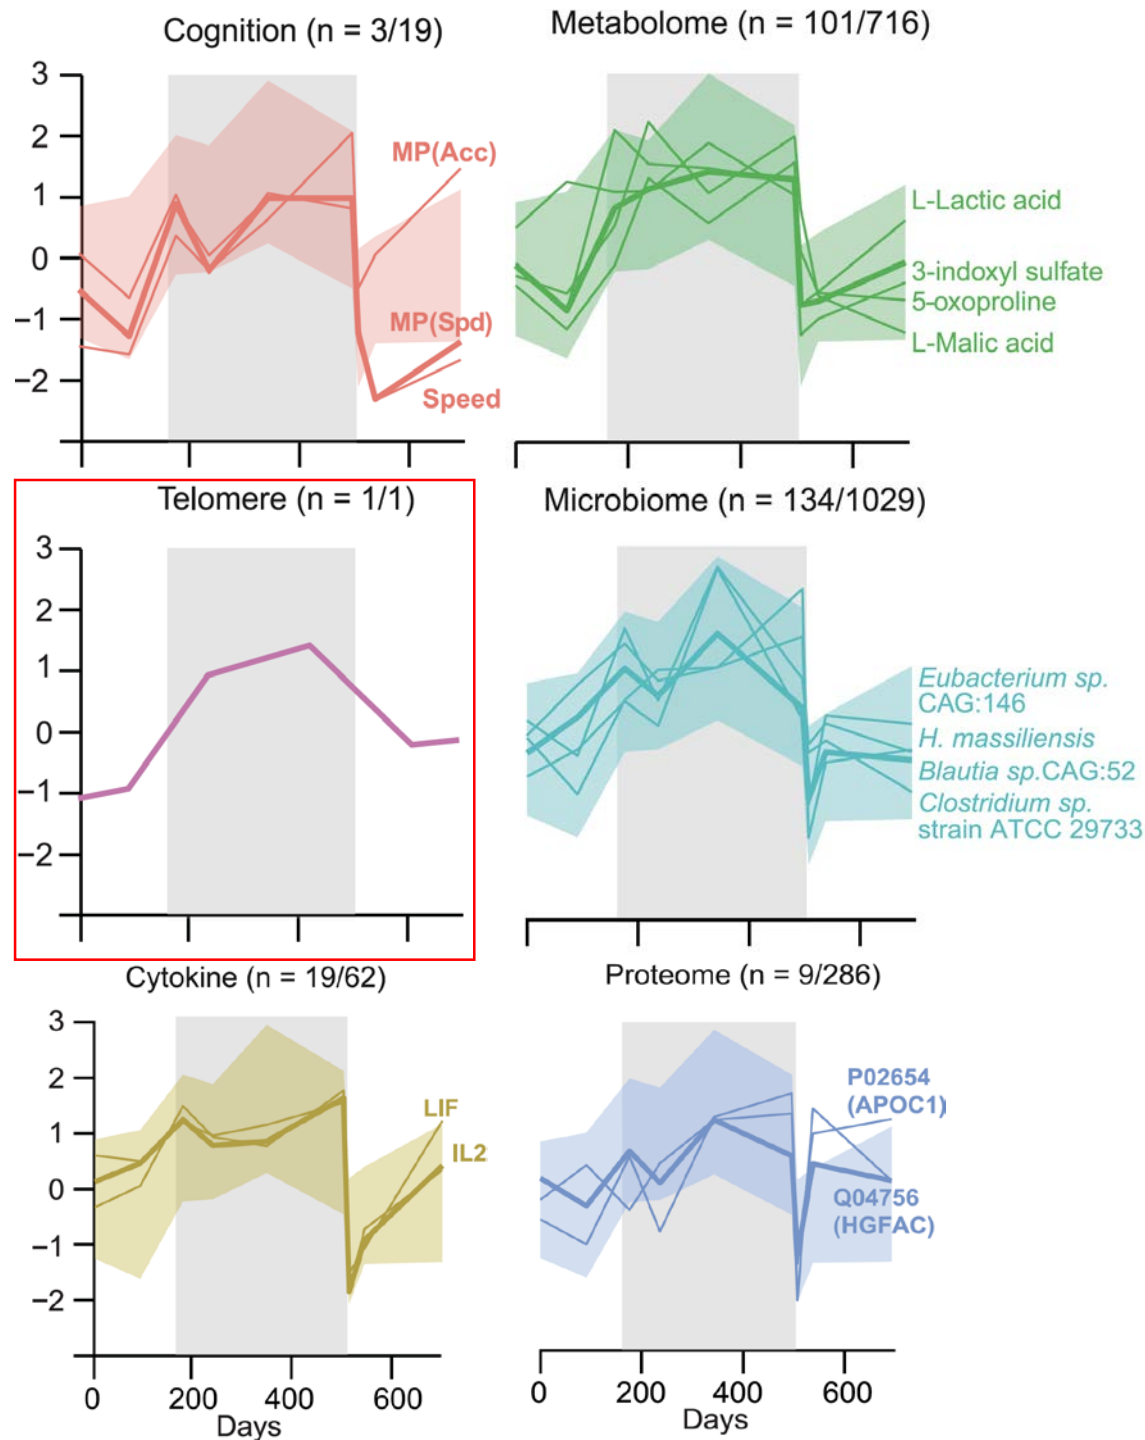 Cognition (n = 3/19)
3
2
1
0
−1
−2
MP(Acc)
MP(Spd)
Speed
Metabolome (n = 101/716)
L-Lactic acid
3-indoxyl sulfate
5-oxoproline
L-Malic acid
Telomere (n = 1/1)
3
2
1
0
−1
−2
Microbiome (n = 134/1029)
Eubacterium sp.
CAG:146
H. massiliensis
Blautia sp.CAG:52
Clostridium sp.
strain ATCC 29733
Cytokine (n = 19/62)
3
2
1
0
−1
−2
LIF
IL2
0 200 400 600
Days
Proteome (n = 9/286)
P02654
(APOC1)
Q04756
(HGFAC)
0 200 400 600
Days